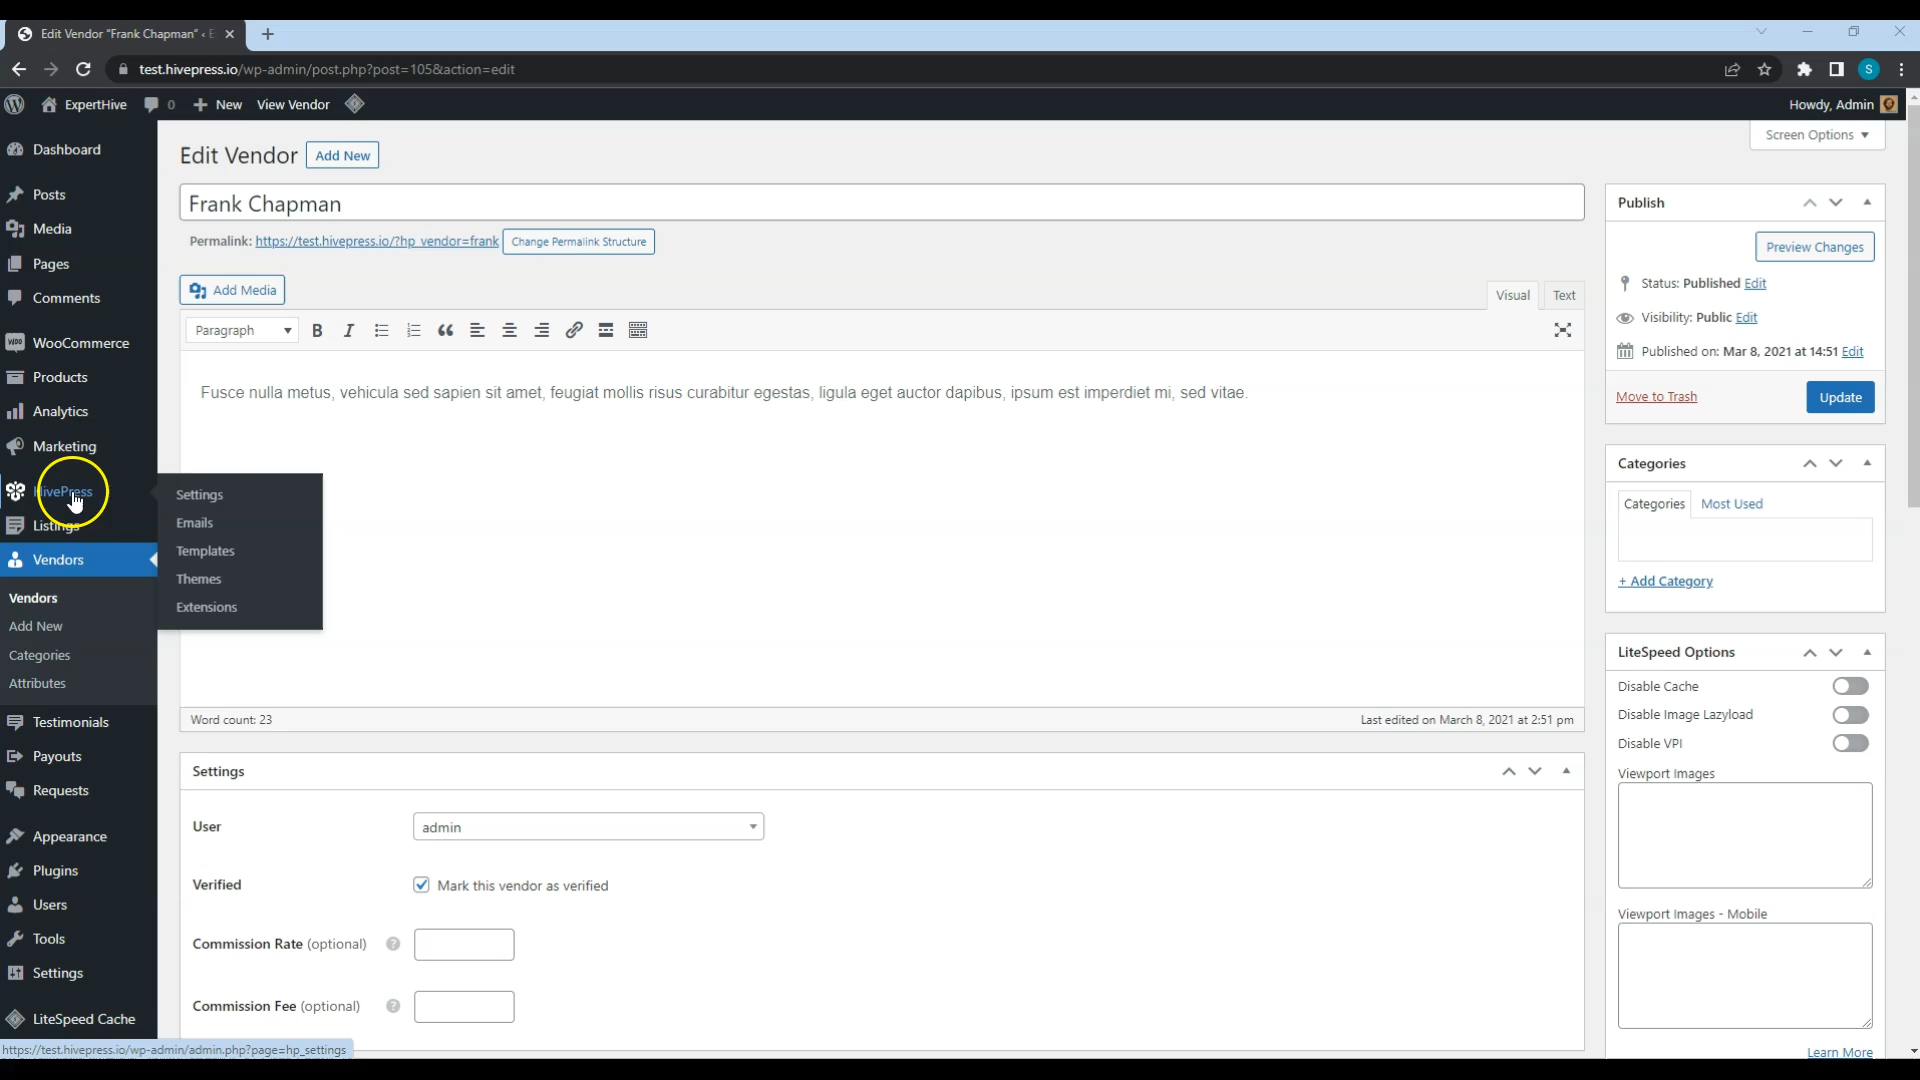 Edit Vendor "Frank Chapman" ‹ E
test.hivepress.io/wp-admin/post.php?post=105&action=edit
S
ExpertHive
0
New
View Vendor
Howdy, Admin
Screen Options
Dashboard
Posts
Media
Pages
Comments
WooCommerce
Products
Analytics
Marketing
HivePress
Listings
Vendors
Vendors
Add New
Categories
Attributes
Testimonials
Payouts
Requests
Appearance
Plugins
Users
Tools
Settings
LiteSpeed Cache
Settings
Emails
Templates
Themes
Extensions
Edit Vendor
Add New
Frank Chapman
Permalink: https://test.hivepress.io/?hp_vendor=frank Change Permalink Structure
Add Media
Visual
Text
Paragraph
Fusce nulla metus, vehicula sed sapien sit amet, feugiat mollis risus curabitur egestas, ligula eget auctor dapibus, ipsum est imperdiet mi, sed vitae.
Word count: 23
Last edited on March 8, 2021 at 2:51 pm
Settings
User
admin
Verified
Mark this vendor as verified
Commission Rate (optional)
Commission Fee (optional)
Publish
Preview Changes
Status: Published Edit
Visibility: Public Edit
Published on: Mar 8, 2021 at 14:51 Edit
Move to Trash
Update
Categories
Categories
Most Used
+ Add Category
LiteSpeed Options
Disable Cache
Disable Image Lazyload
Disable VPI
Viewport Images
Viewport Images - Mobile
Learn More
https://test.hivepress.io/wp-admin/admin.php?page=hp_settings